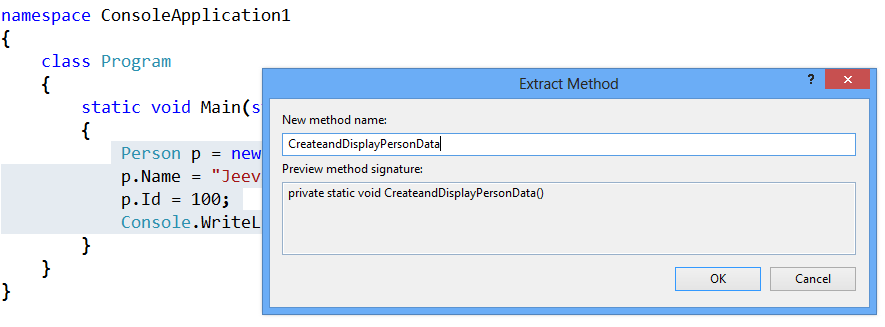 namespace ConsoleApplication1
{
class Program
{
static void Main(
{
Person p = new
p.Name = "Jeev
p.Id = 100;
Console.WriteL
}
}
}
Extract Method
?
x
New method name:
CreateandDisplayPersonData
Preview method signature:
private static void CreateandDisplayPersonData()
OK
Cancel